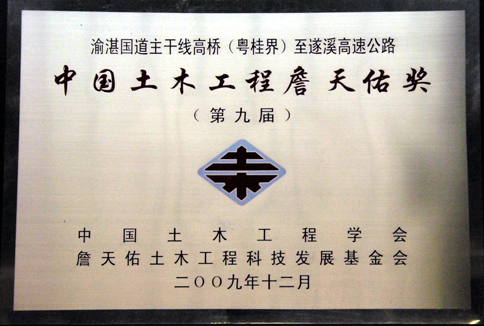 渝湛国道主干线高桥（粤桂界）至遂溪高速公路
中国土木工程詹天佑奖
（第九届）
中国土木工程学会
詹天佑土木工程科技发展基金会
二〇〇九年十二月